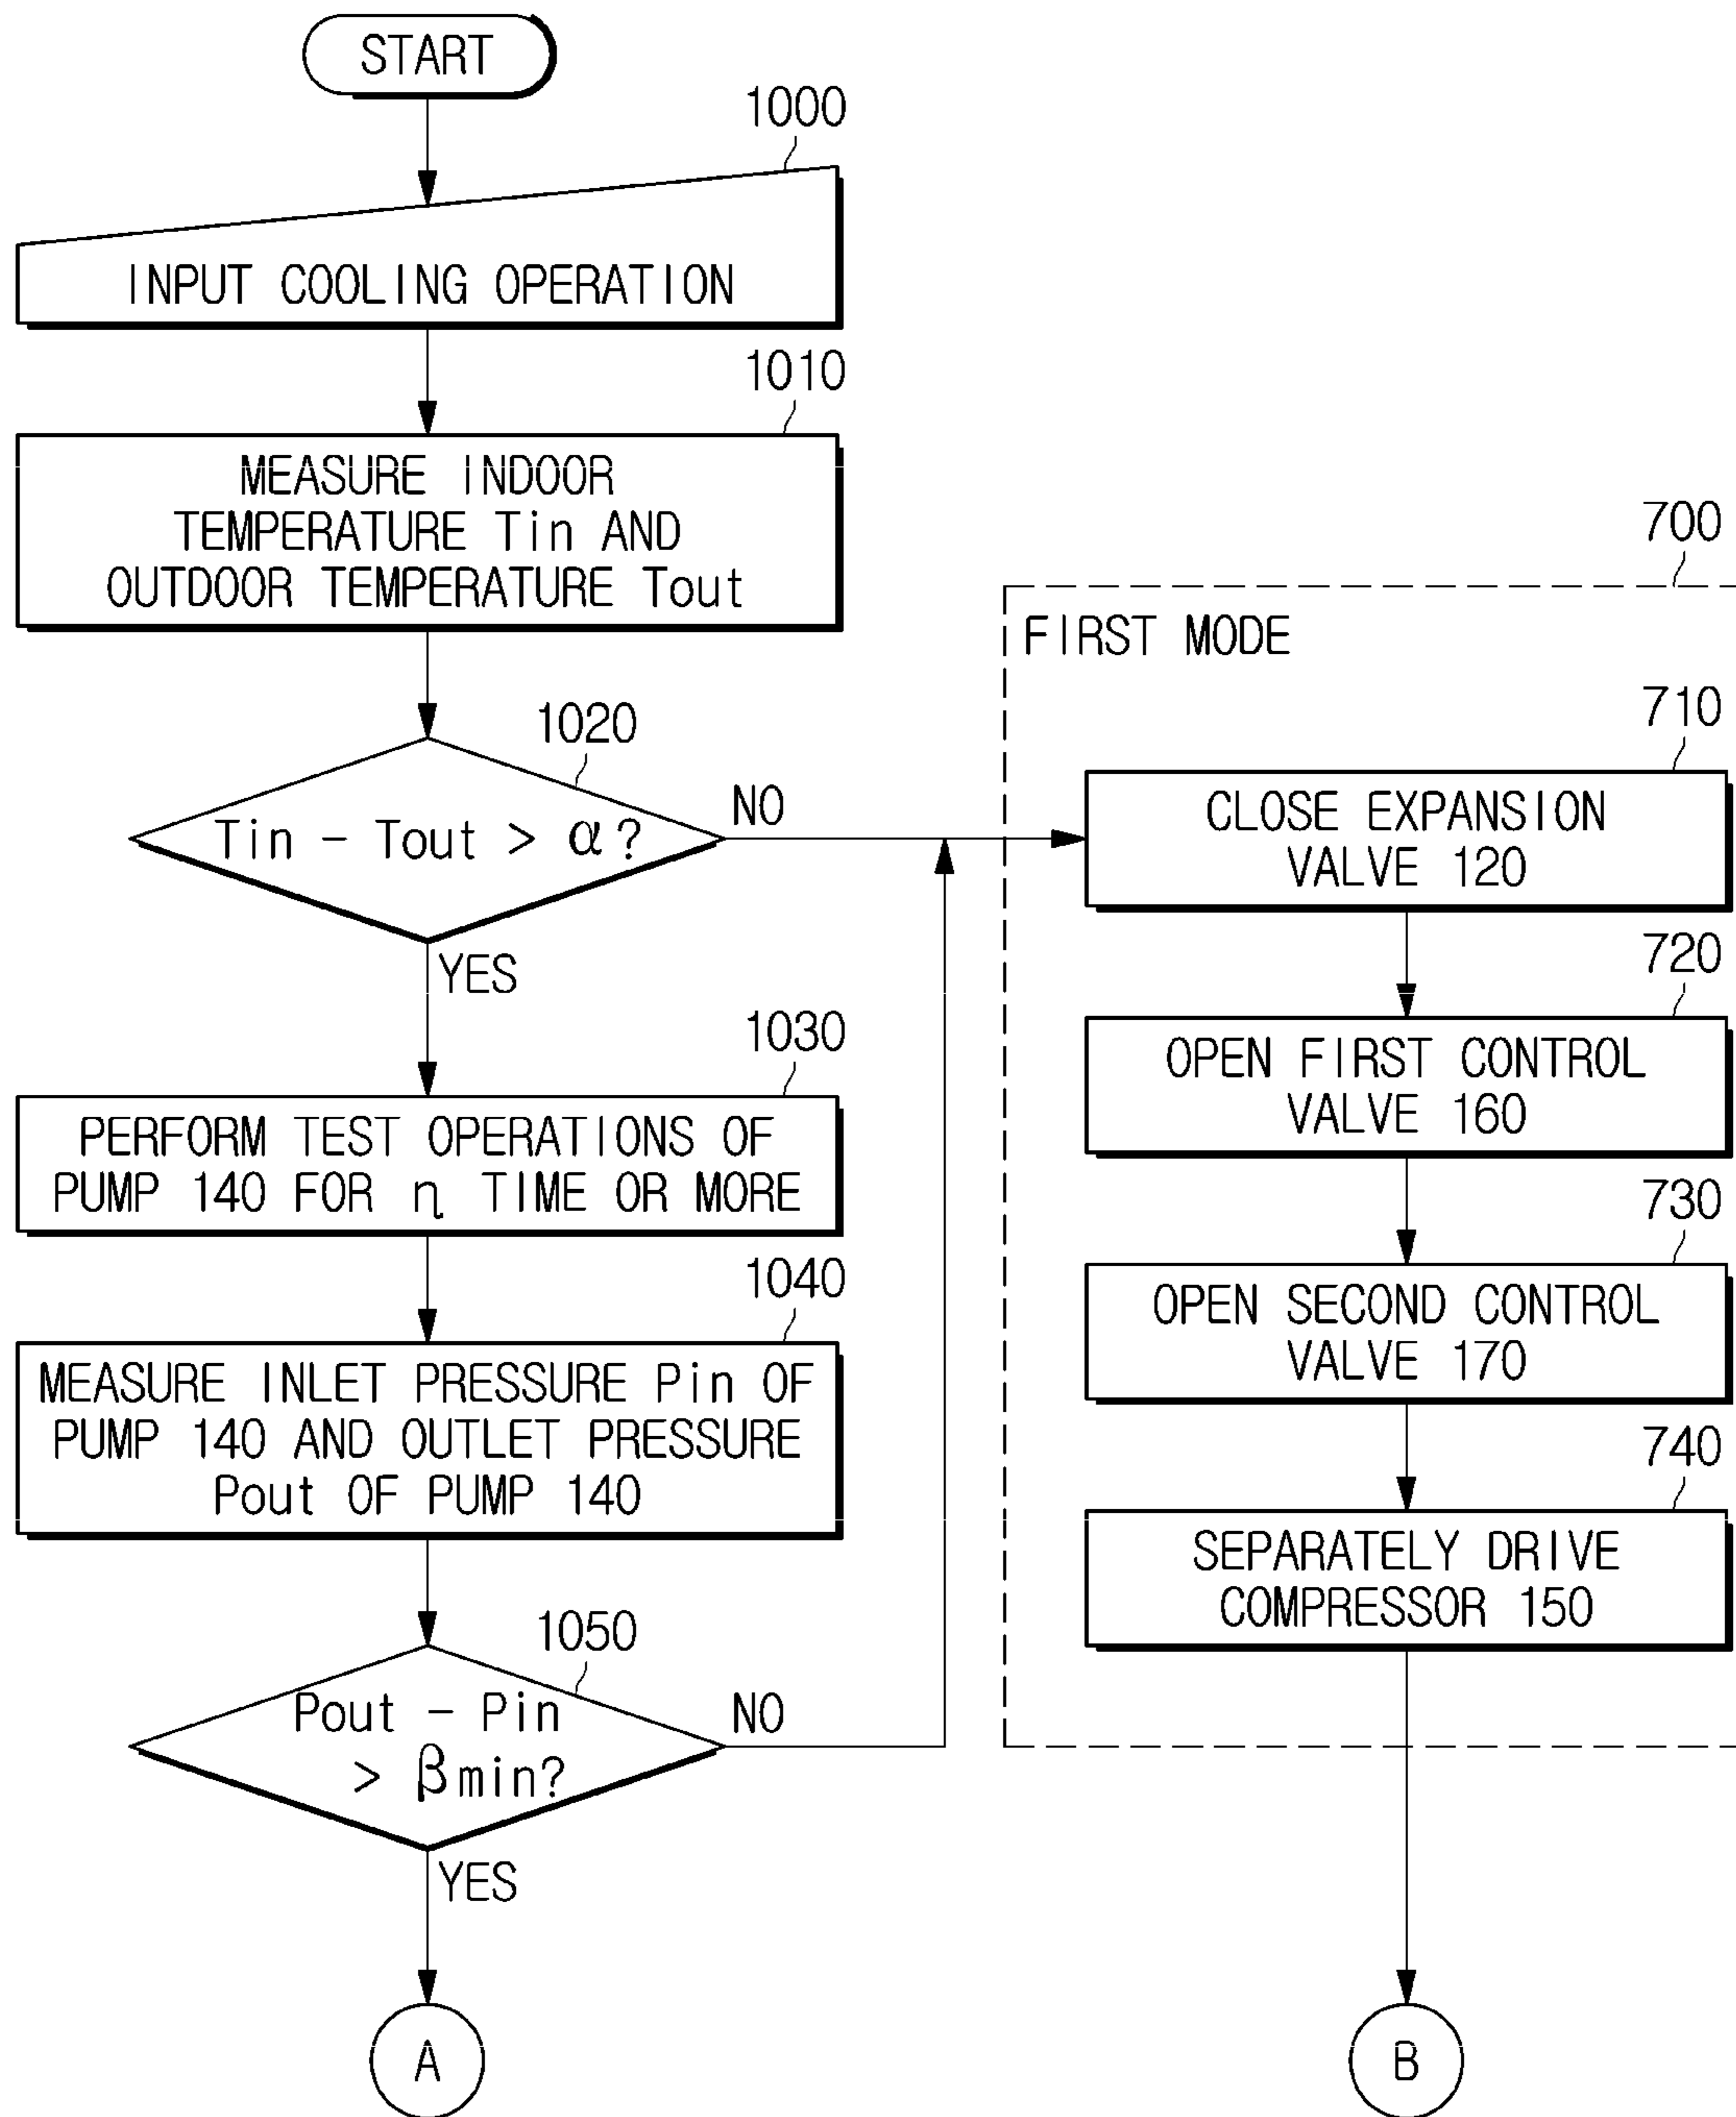 START
1000
INPUT COOLING OPERATION
1010
MEASURE INDOOR
TEMPERATURE Tin AND
OUTDOOR TEMPERATURE Tout
1020
Tin - Tout > α?
NO
YES
1030
PERFORM TEST OPERATIONS OF
PUMP 140 FOR η TIME OR MORE
1040
MEASURE INLET PRESSURE Pin OF
PUMP 140 AND OUTLET PRESSURE
Pout OF PUMP 140
1050
Pout - Pin
> βmin?
NO
YES
A
700
FIRST MODE
710
CLOSE EXPANSION
VALVE 120
720
OPEN FIRST CONTROL
VALVE 160
730
OPEN SECOND CONTROL
VALVE 170
740
SEPARATELY DRIVE
COMPRESSOR 150
B